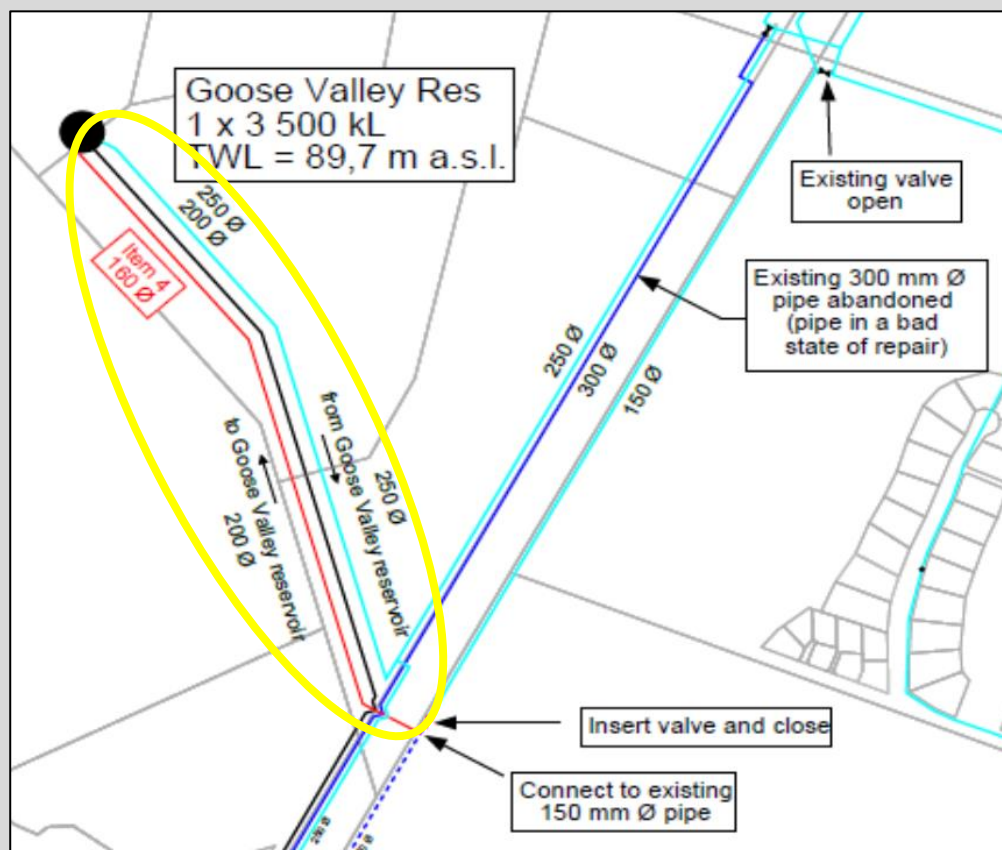 Goose Valley Res
1 x 3 500 kL
TWL = 89,7 m a.s.l.
250 Ø
200 Ø
Item 4
160 Ø
Existing valve
open
Existing 300 mm Ø
pipe abandoned
(pipe in a bad
state of repair)
250 Ø
300 Ø
150 Ø
from Goose Valley reservoir
250 Ø
to Goose Valley reservoir
200 Ø
Insert valve and close
Connect to existing
150 mm Ø pipe
250 Ø